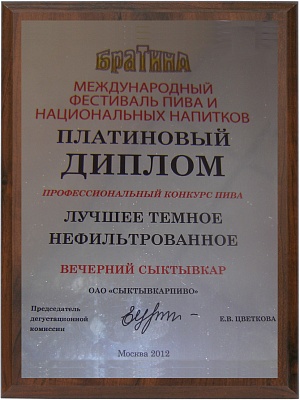 БРАТИНА
МЕЖДУНАРОДНЫЙ
ФЕСТИВАЛЬ ПИВА И
НАЦИОНАЛЬНЫХ НАПИТКОВ
ПЛАТИНОВЫЙ
ДИПЛОМ
ПРОФЕССИОНАЛЬНЫЙ КОНКУРС ПИВА
ЛУЧШЕЕ ТЕМНОЕ
НЕФИЛЬТРОВАННОЕ
ВЕЧЕРНИЙ СЫКТЫВКАР
ОАО «СЫКТЫВКАРПИВО»
Председатель
дегустационной
комиссии
Е.В. ЦВЕТКОВА
Москва 2012